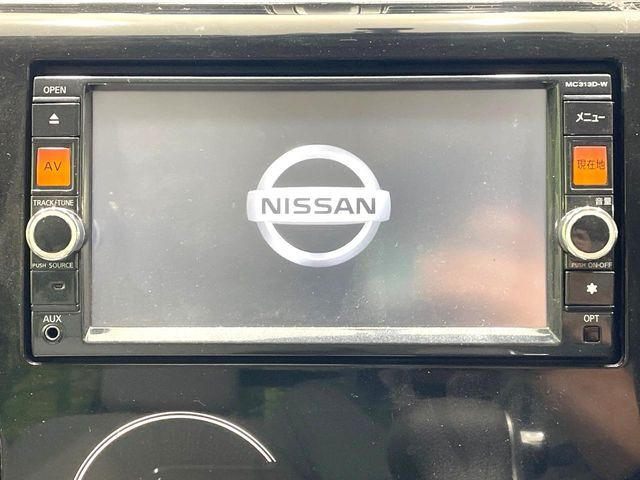 OPEN
MC313D-W
メニュー
AV
現在地
TRACK/TUNE
音量
NISSAN
PUSH SOURCE
PUSH ON-OFF
AUX
OPT